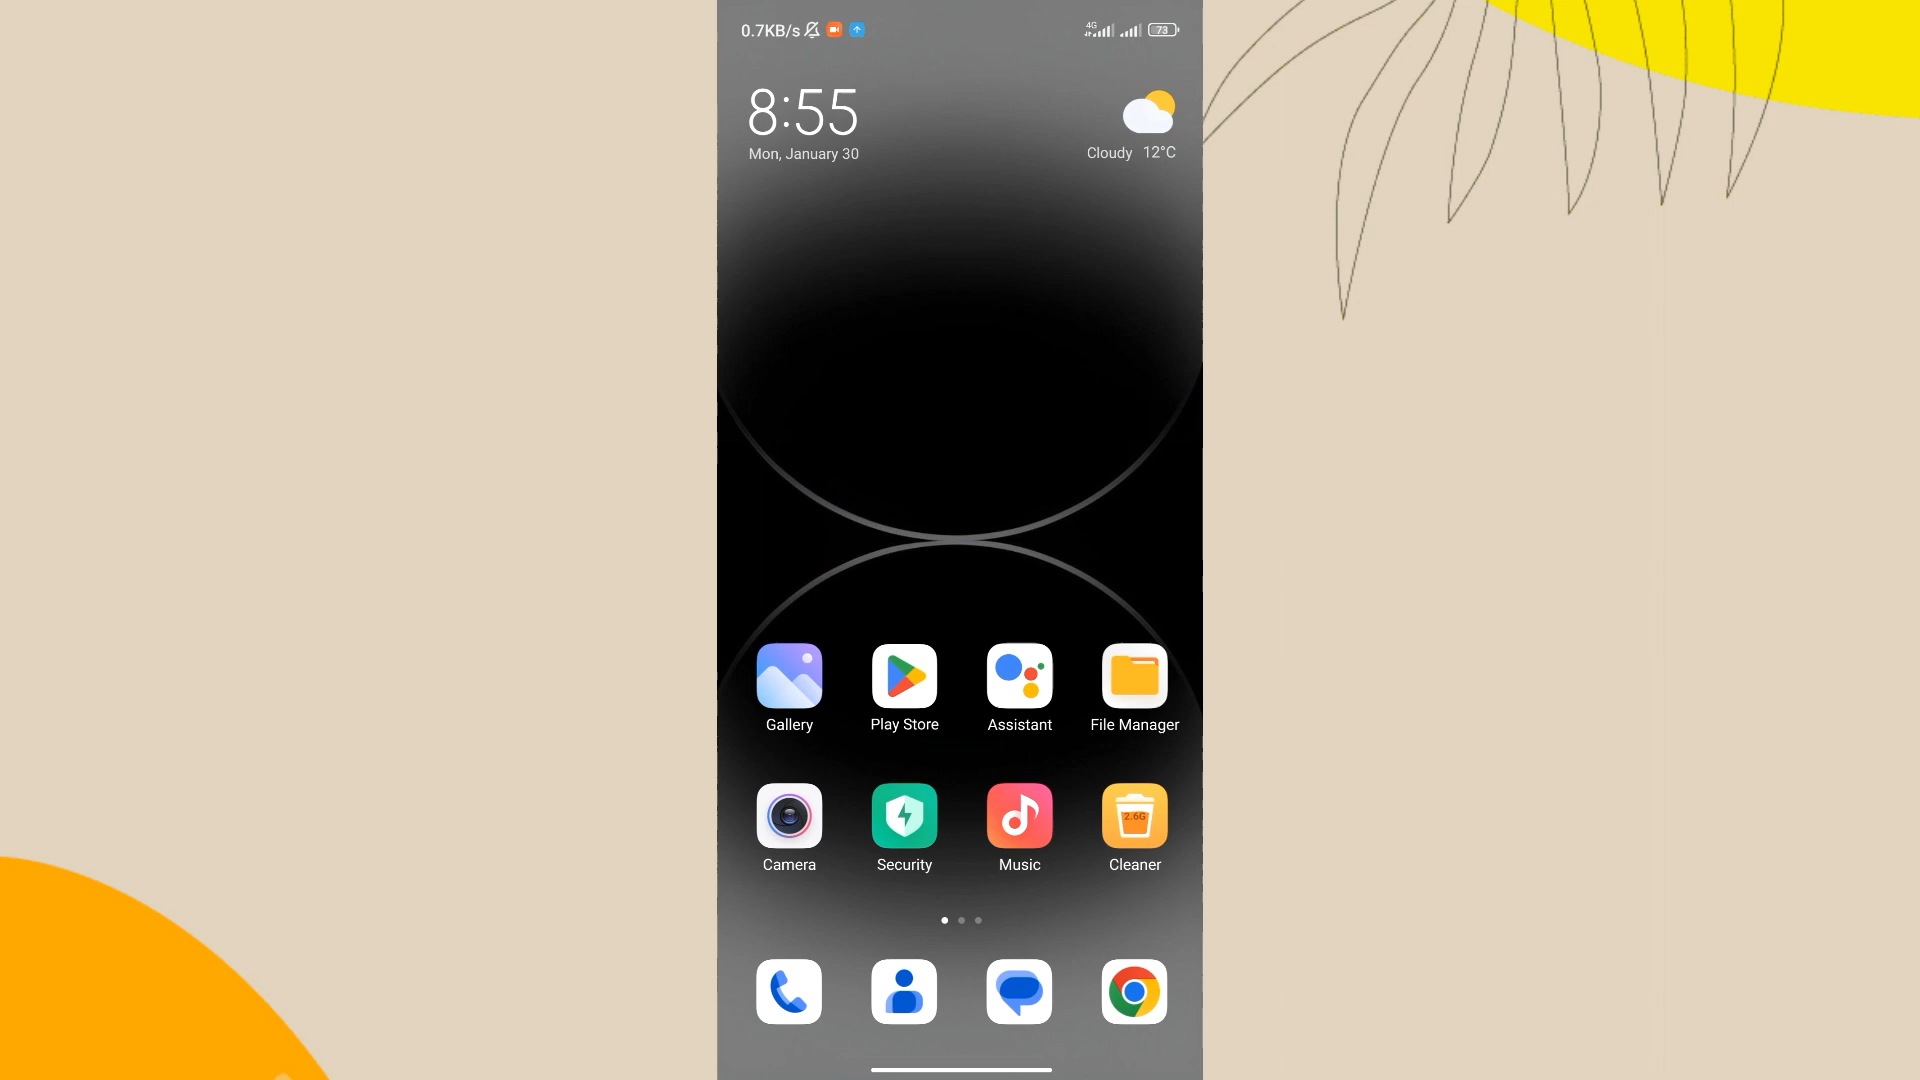 0.7KB/s 4G 73
8:55
Mon, January 30
Cloudy 12°C
Gallery Play Store Assistant File Manager
2.6G
Camera Security Music Cleaner